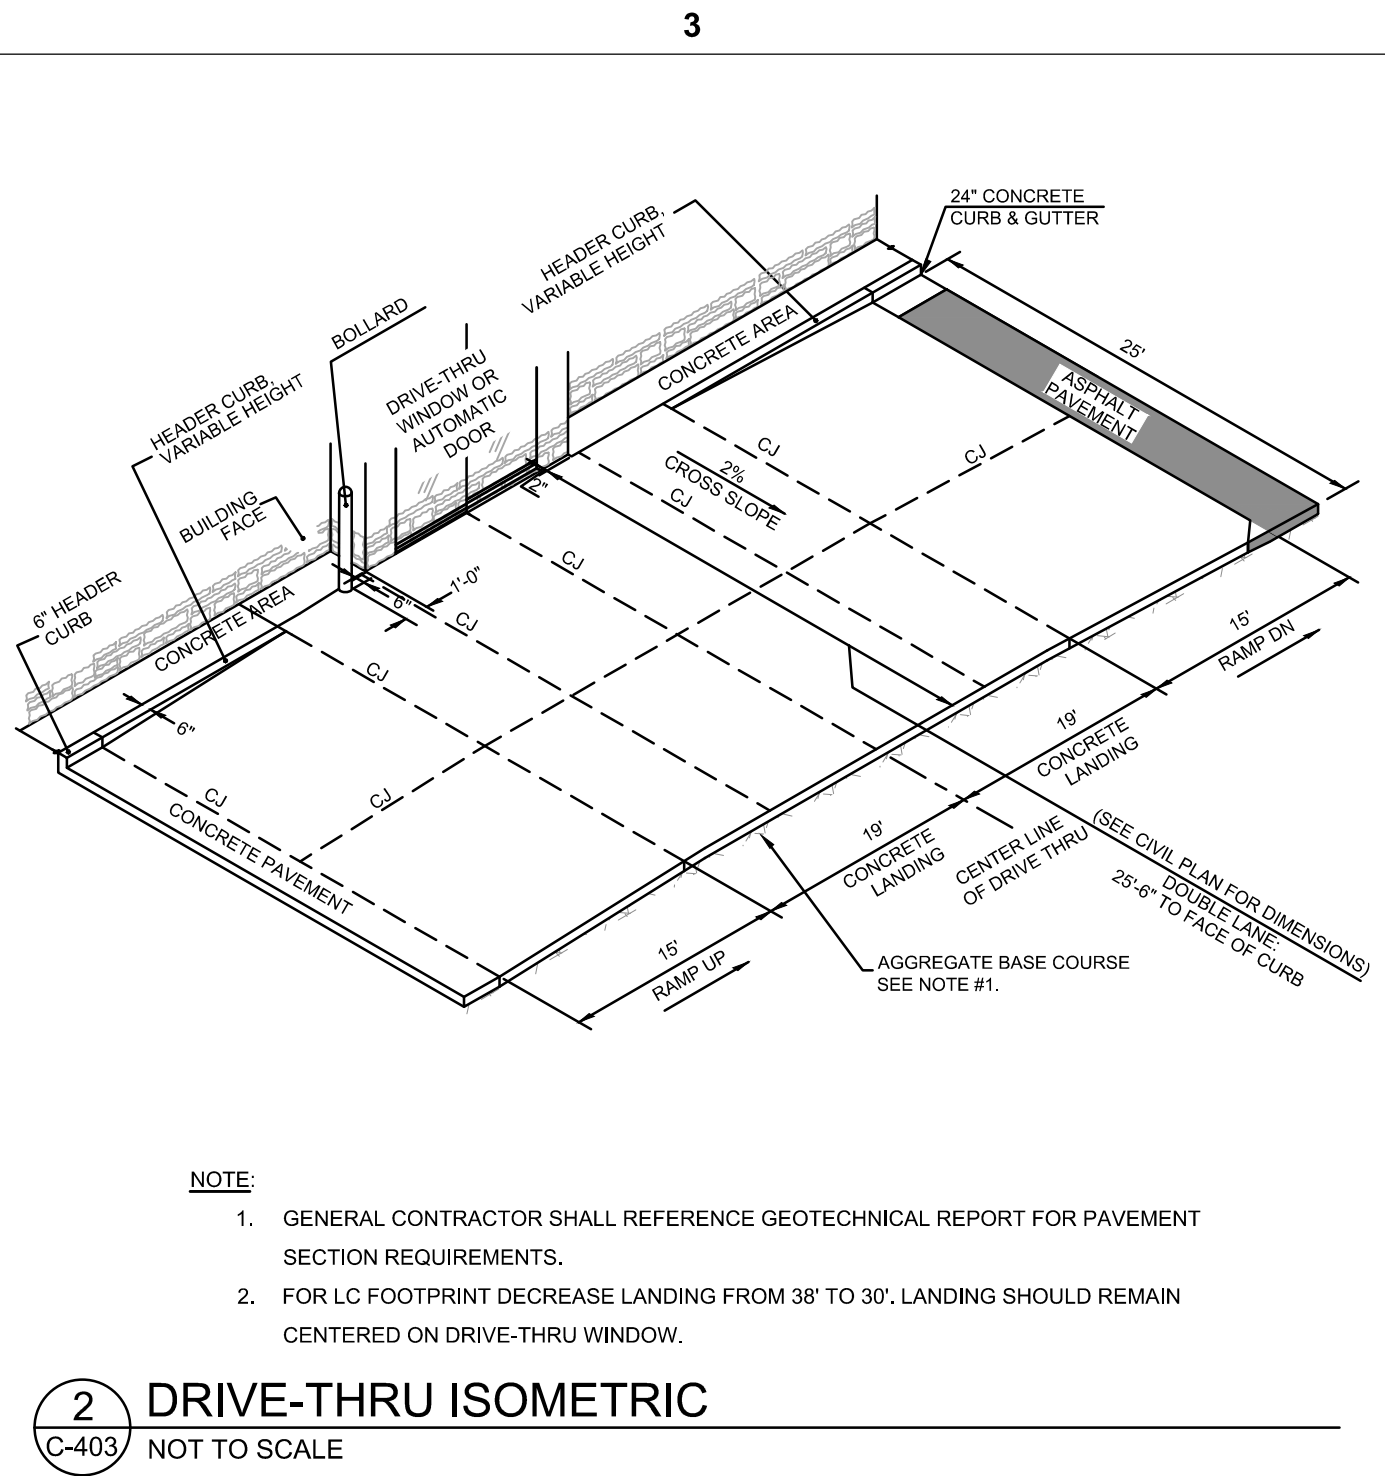 3
24" CONCRETE
CURB & GUTTER
HEADER CURB,
VARIABLE HEIGHT
BOLLARD
25'
DRIVE-THRU
WINDOW OR
AUTOMATIC
DOOR
CONCRETE AREA
ASPHALT
PAVEMENT
HEADER CURB,
VARIABLE HEIGHT
CJ
CJ
2%
CROSS SLOPE
CJ
2"
BUILDING
FACE
CJ
1'-0"
6"
CJ
6" HEADER
CURB
CONCRETE AREA
CJ
15'
RAMP DN
6"
19'
CONCRETE
LANDING
CJ
CJ
CONCRETE PAVEMENT
19'
CONCRETE
LANDING
CENTER LINE
OF DRIVE THRU
(SEE CIVIL PLAN FOR DIMENSIONS)
DOUBLE LANE:
25'-6" TO FACE OF CURB
15'
RAMP UP
AGGREGATE BASE COURSE
SEE NOTE #1.
NOTE:
1. GENERAL CONTRACTOR SHALL REFERENCE GEOTECHNICAL REPORT FOR PAVEMENT
SECTION REQUIREMENTS.
2. FOR LC FOOTPRINT DECREASE LANDING FROM 38' TO 30'. LANDING SHOULD REMAIN
CENTERED ON DRIVE-THRU WINDOW.
2
DRIVE-THRU ISOMETRIC
C-403
NOT TO SCALE